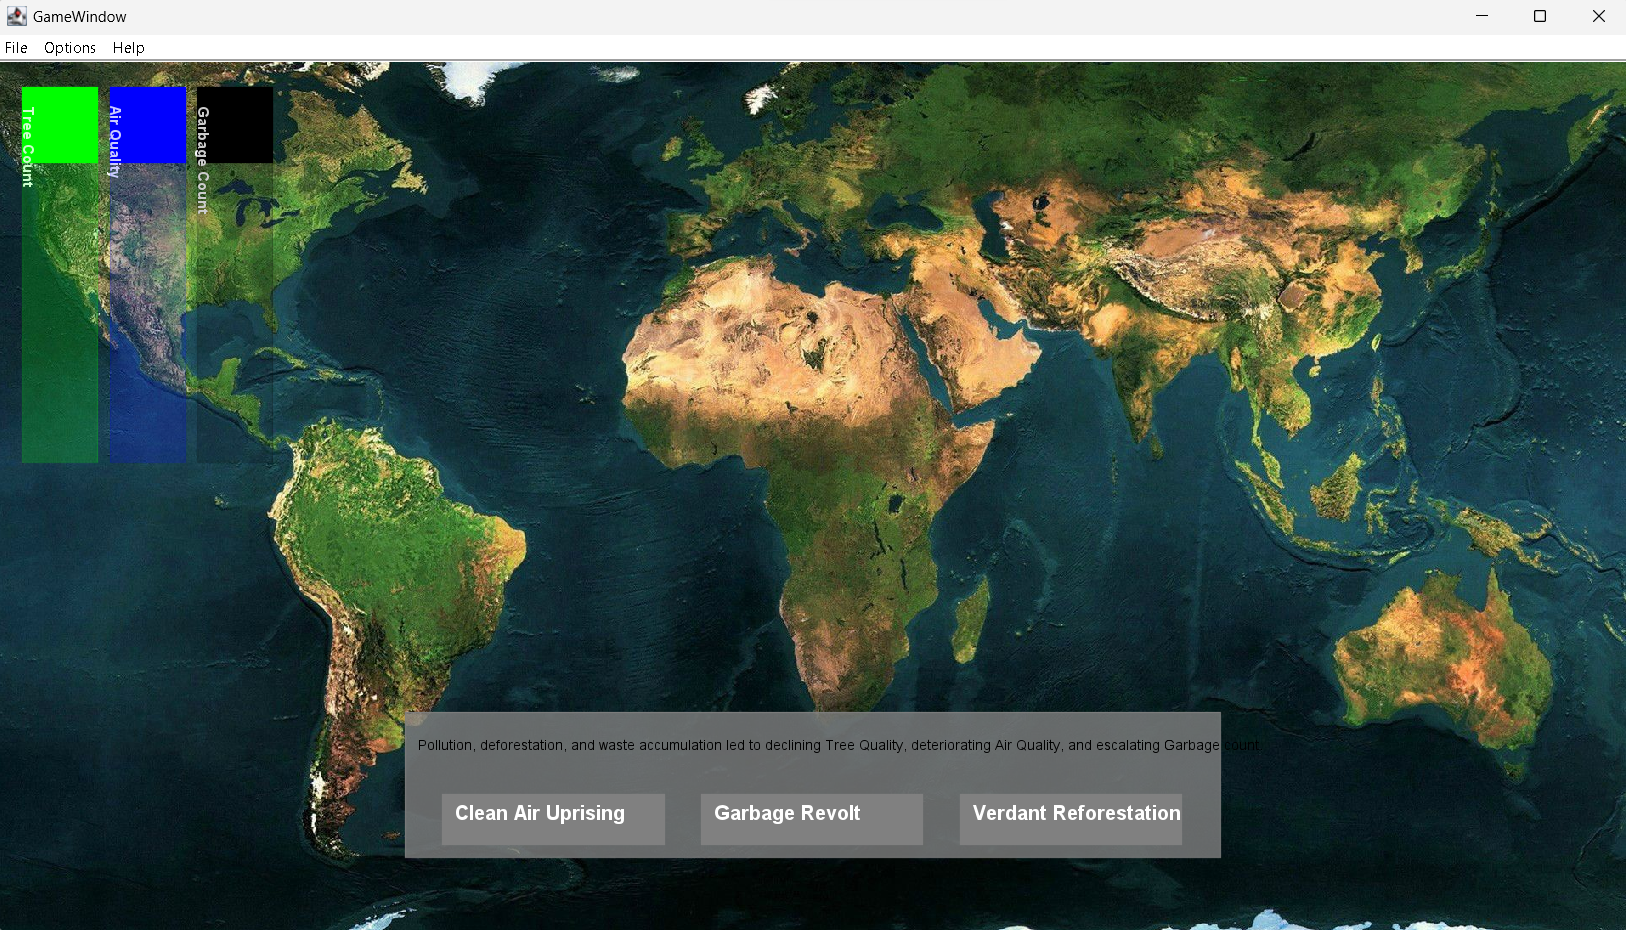 GameWindow
File Options Help
Tree Count
Air Quality
Garbage Count
Pollution, deforestation, and waste accumulation led to declining Tree Quality, deteriorating Air Quality, and escalating Garbage count
Clean Air Uprising
Garbage Revolt
Verdant Reforestation